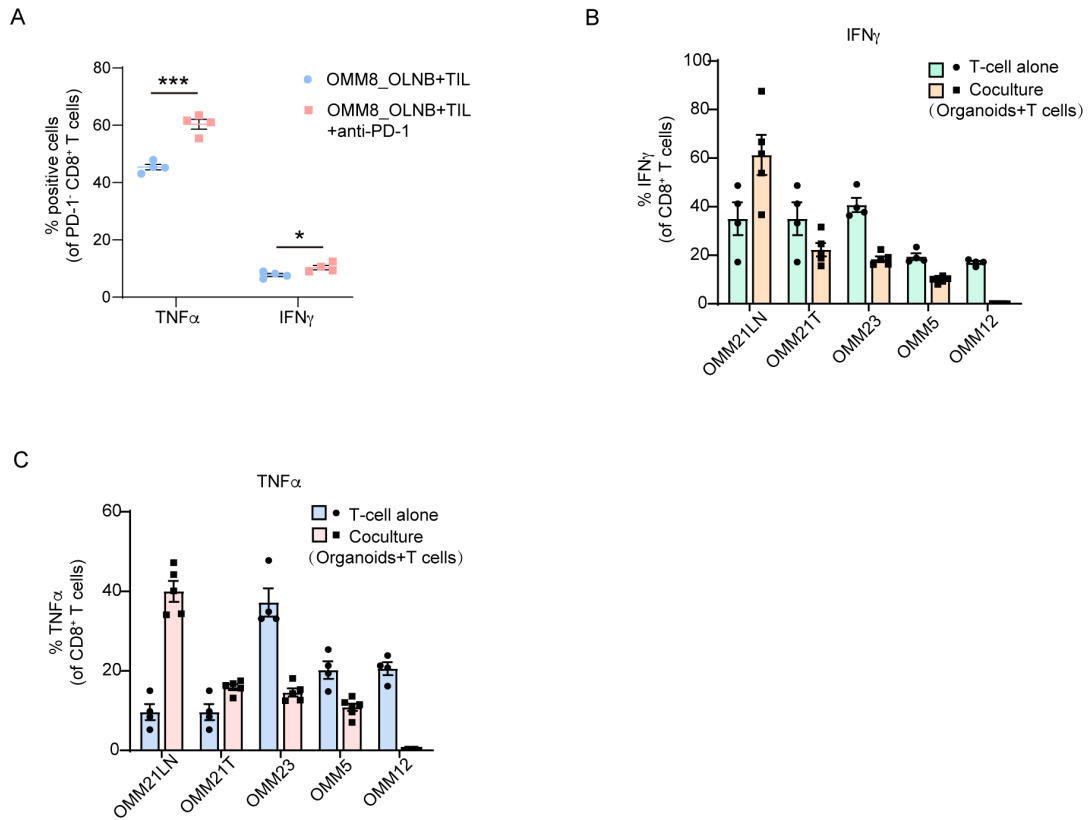 A
% positive cells
(of PD-1⁻ CD8⁺ T cells)
80
60
40
20
0
***
*
TNFα
IFNγ
OMM8_OLNB+TIL
OMM8_OLNB+TIL
+anti-PD-1
B
IFNγ
% IFNγ
(of CD8⁺ T cells)
100
80
60
40
20
0
T-cell alone
Coculture
(Organoids+T cells)
OMM21LN
OMM21T
OMM23
OMM5
OMM12
C
TNFα
% TNFα
(of CD8⁺ T cells)
60
40
20
0
T-cell alone
Coculture
(Organoids+T cells)
OMM21LN
OMM21T
OMM23
OMM5
OMM12